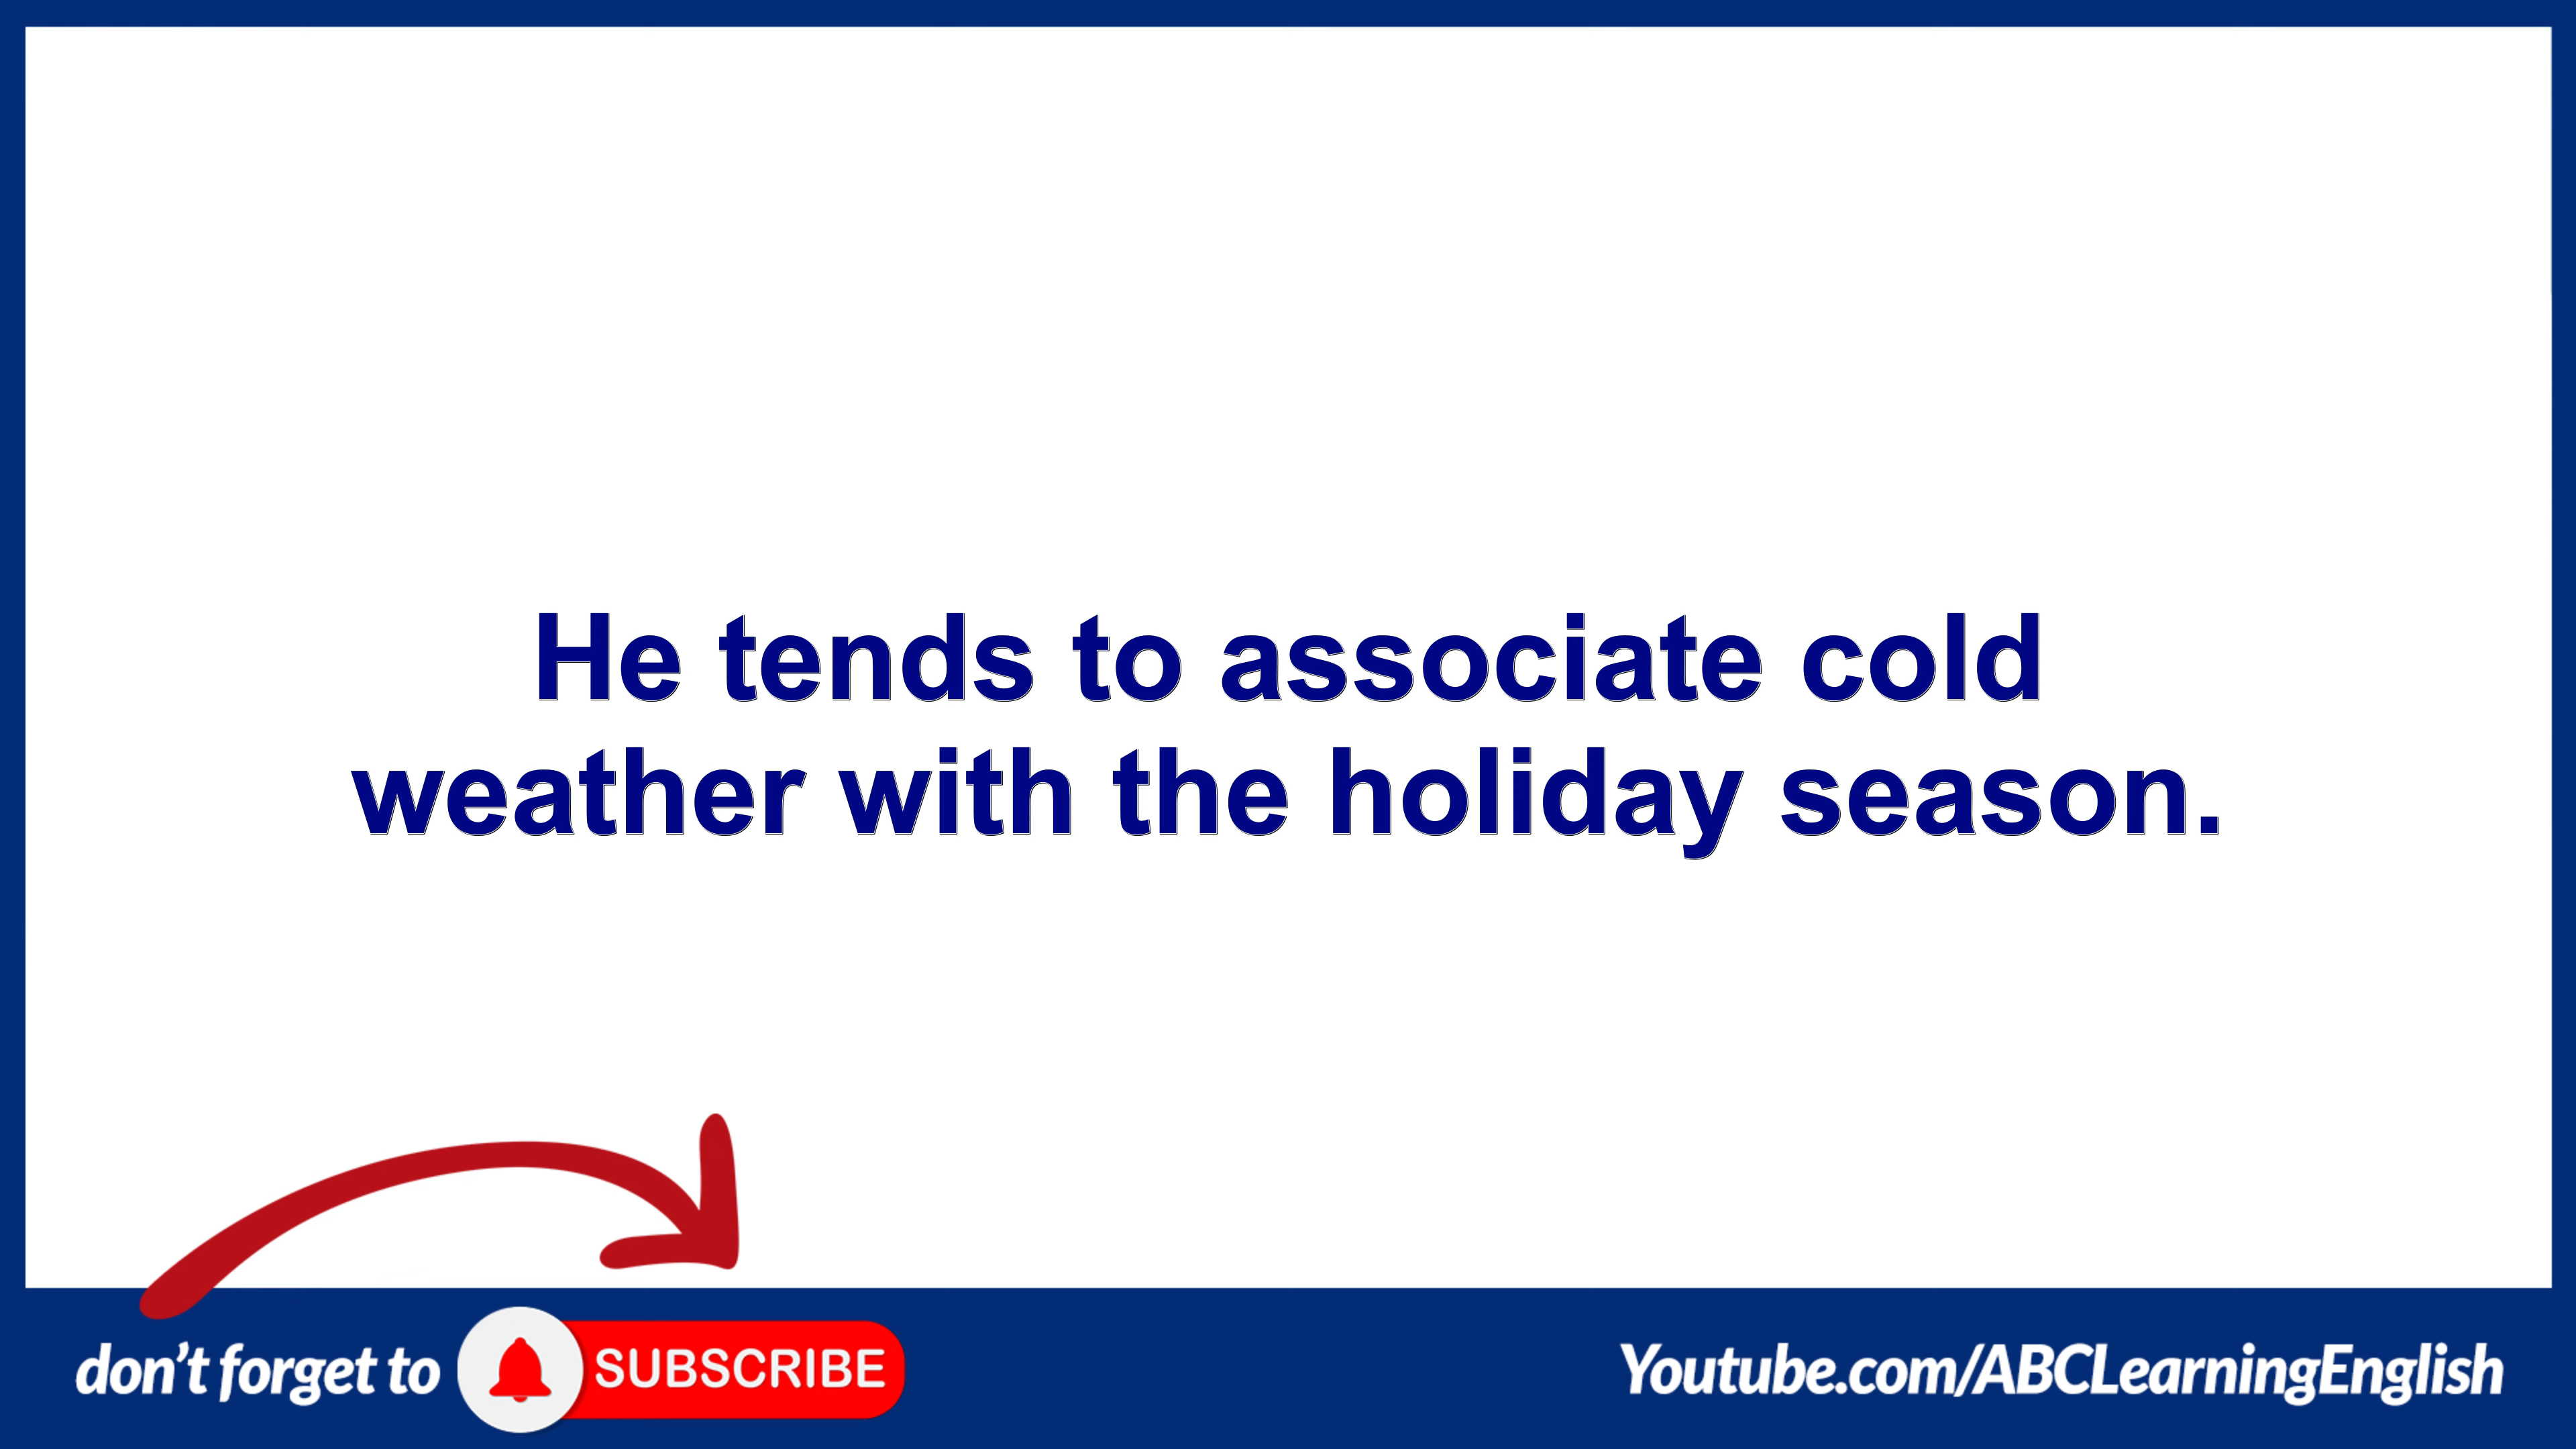 He tends to associate cold
weather with the holiday season.
don't forget to SUBSCRIBE
Youtube.com/ABCLearningEnglish